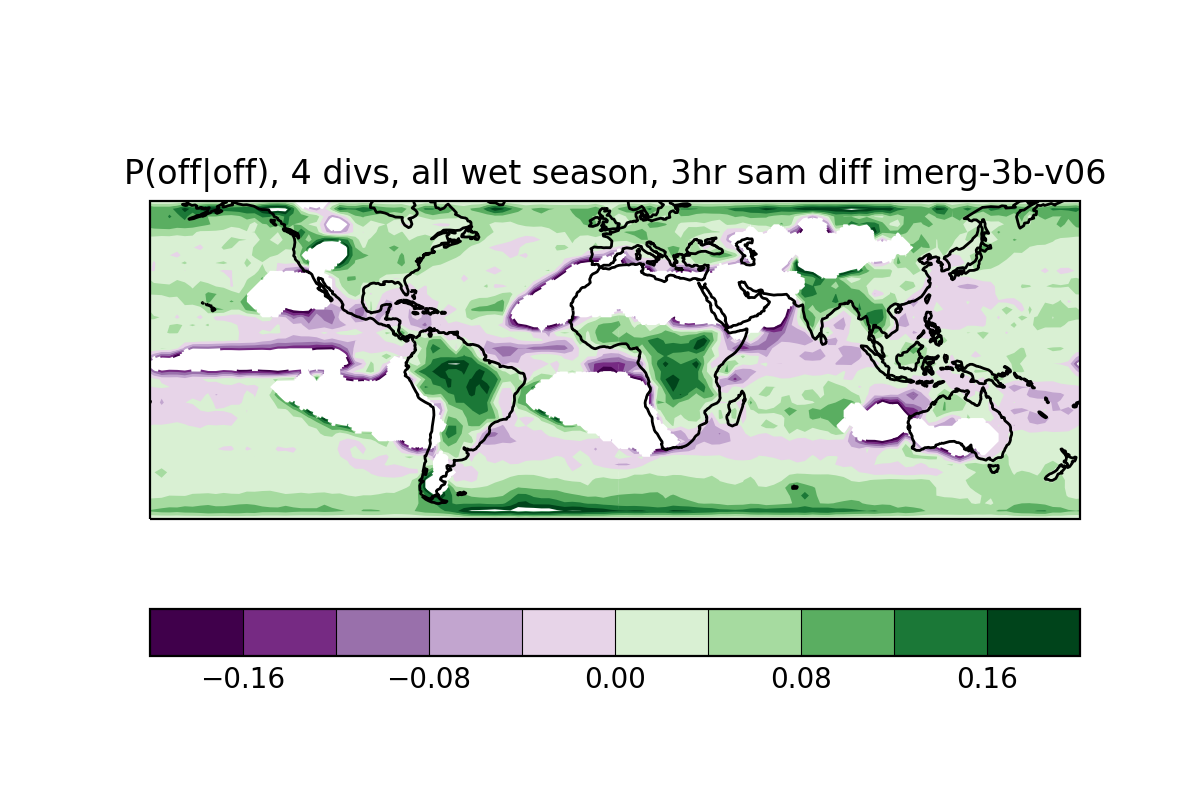 P(off|off), 4 divs, all wet season, 3hr sam diff imerg-3b-v06
−0.16 −0.08 0.00 0.08 0.16